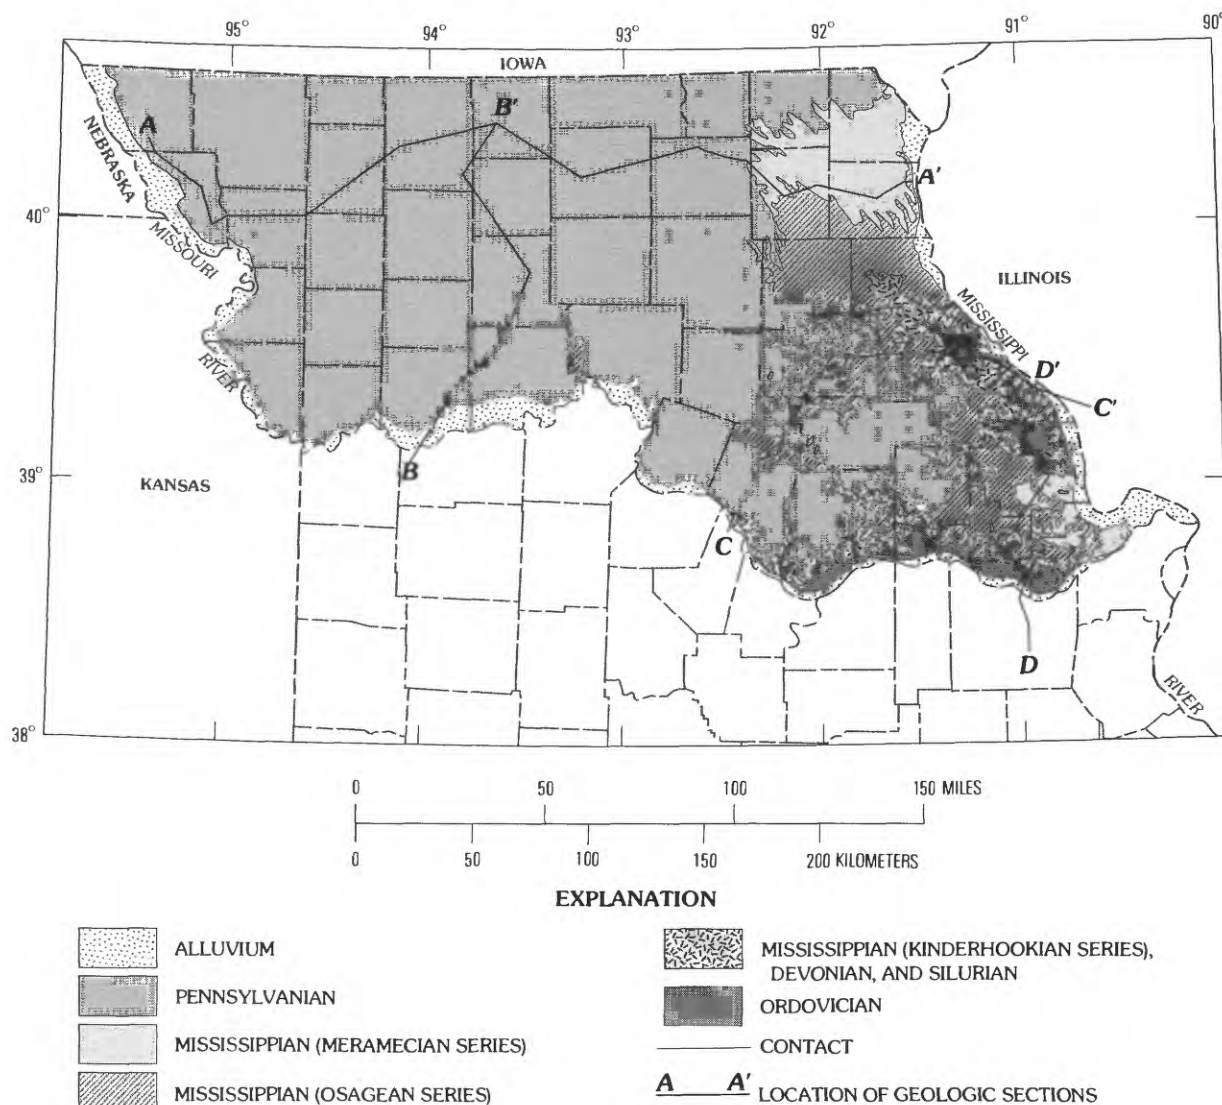 95° 94° 93° 92° 91° 90°
IOWA
B'
A
NEBRASKA
A'
40°
MISSOURI
ILLINOIS
MISSISSIPPI
RIVER
D'
C'
B
39°
KANSAS
C
D
RIVER
38°
0 50 100 150 MILES
0 50 100 150 200 KILOMETERS
EXPLANATION
ALLUVIUM
PENNSYLVANIAN
MISSISSIPPIAN (MERAMECIAN SERIES)
MISSISSIPPIAN (OSAGEAN SERIES)
MISSISSIPPIAN (KINDERHOOKIAN SERIES),
DEVONIAN, AND SILURIAN
ORDOVICIAN
CONTACT
A A' LOCATION OF GEOLOGIC SECTIONS